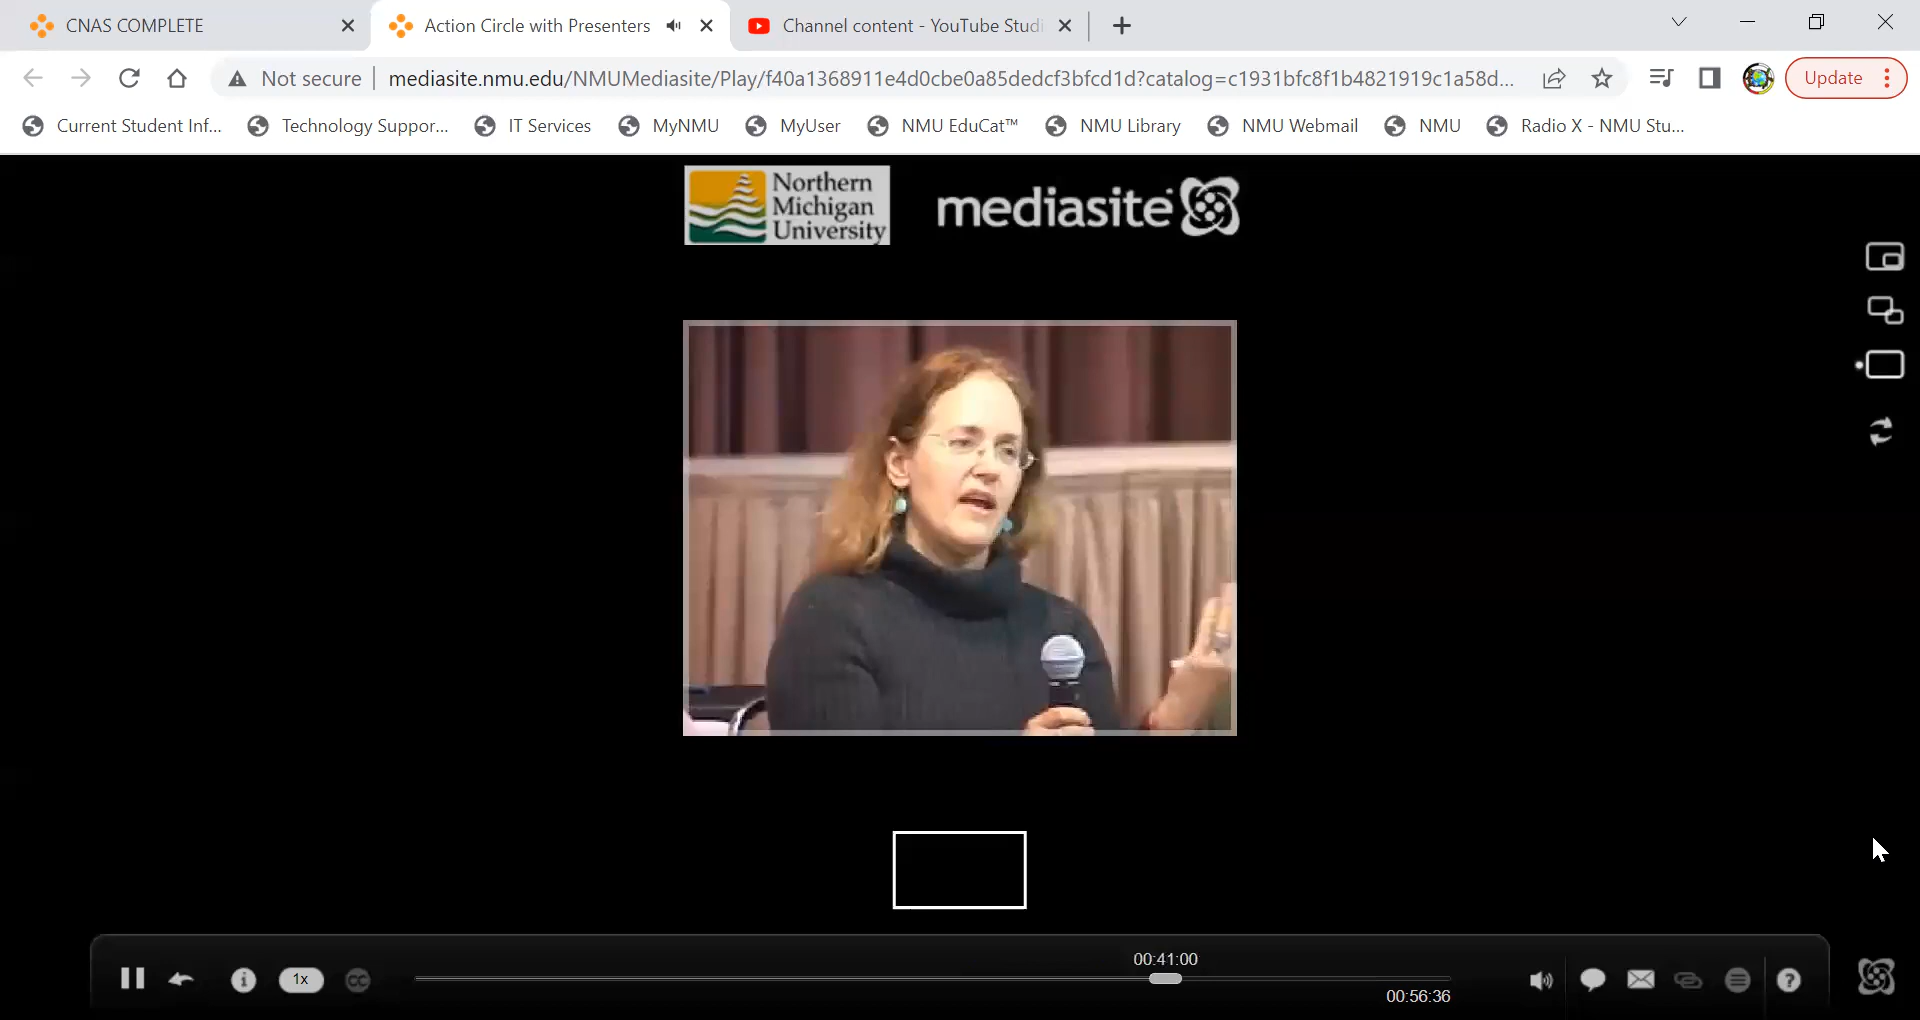 CNAS COMPLETE
Action Circle with Presenters
Channel content - YouTube Studi
Not secure
mediasite.nmu.edu/NMUMediasite/Play/f40a1368911e4d0cbe0a85dedcf3bfcd1d?catalog=c1931bfc8f1b4821919c1a58d...
Update
Current Student Inf...
Technology Suppor...
IT Services
MyNMU
MyUser
NMU EduCat™
NMU Library
NMU Webmail
NMU
Radio X - NMU Stu...
Northern
Michigan
University
mediasite
00:41:00
1x
CC
00:56:36